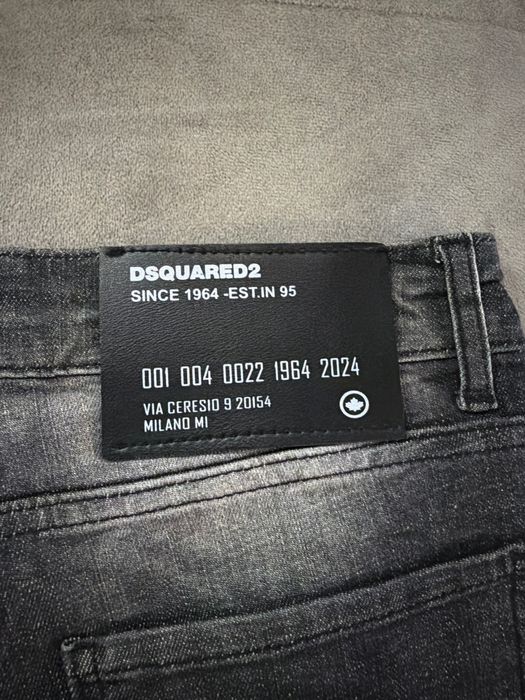 DSQUARED2
SINCE 1964 -EST.IN 95
001 004 0022 1964 2024
VIA CERESIO 9 20154
MILANO MI